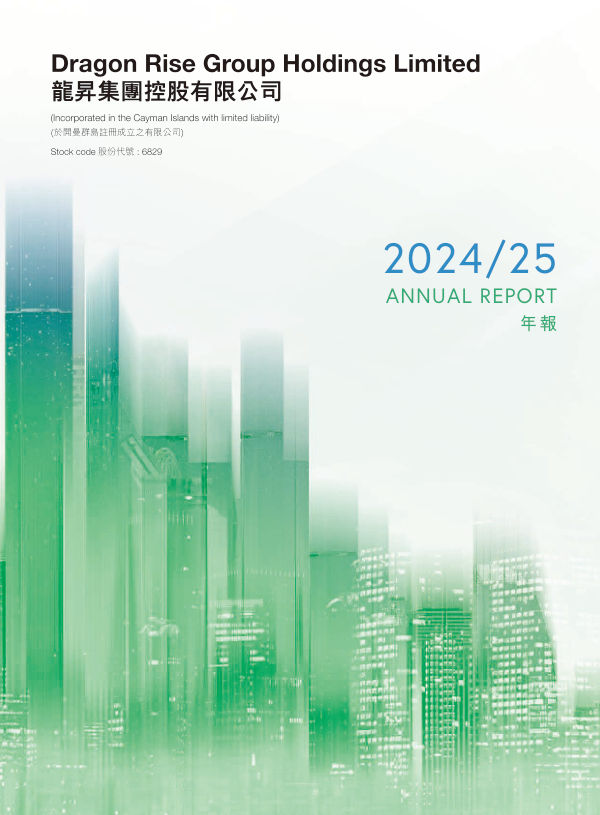 Dragon Rise Group Holdings Limited
龍昇集團控股有限公司
(Incorporated in the Cayman Islands with limited liability)
(於開曼群島註冊成立之有限公司)
Stock code 股份代號 : 6829
2024/25
ANNUAL REPORT
年報